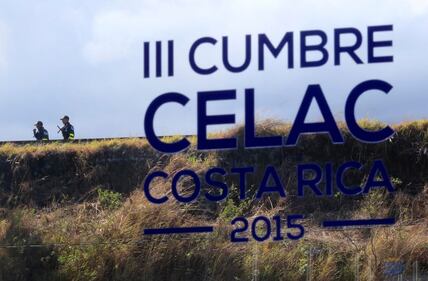 III CUMBRE
CELAC
COSTA RICA
2015